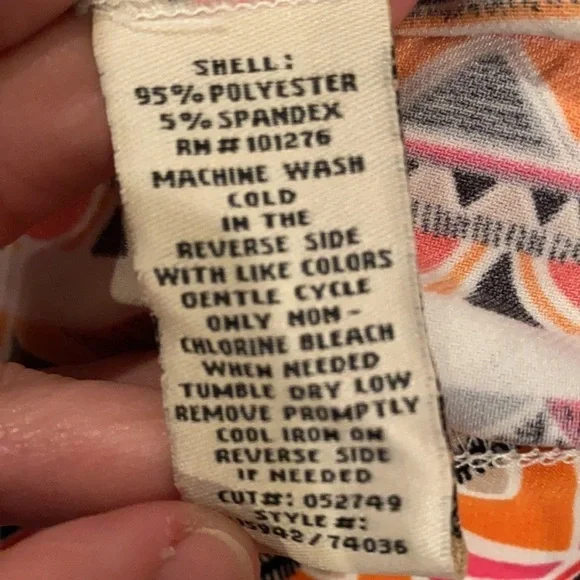 SHELL:
95% POLYESTER
5% SPANDEX
RN # 101276
MACHINE WASH
COLD
IN THE
REVERSE SIDE
WITH LIKE COLORS
GENTLE CYCLE
ONLY NON-
CHLORINE BLEACH
WHEN NEEDED
TUMBLE DRY LOW
REMOVE PROMPTLY
COOL IRON ON
REVERSE SIDE
IF NEEDED
CUT#: 052749
STYLE #:
5942/74036